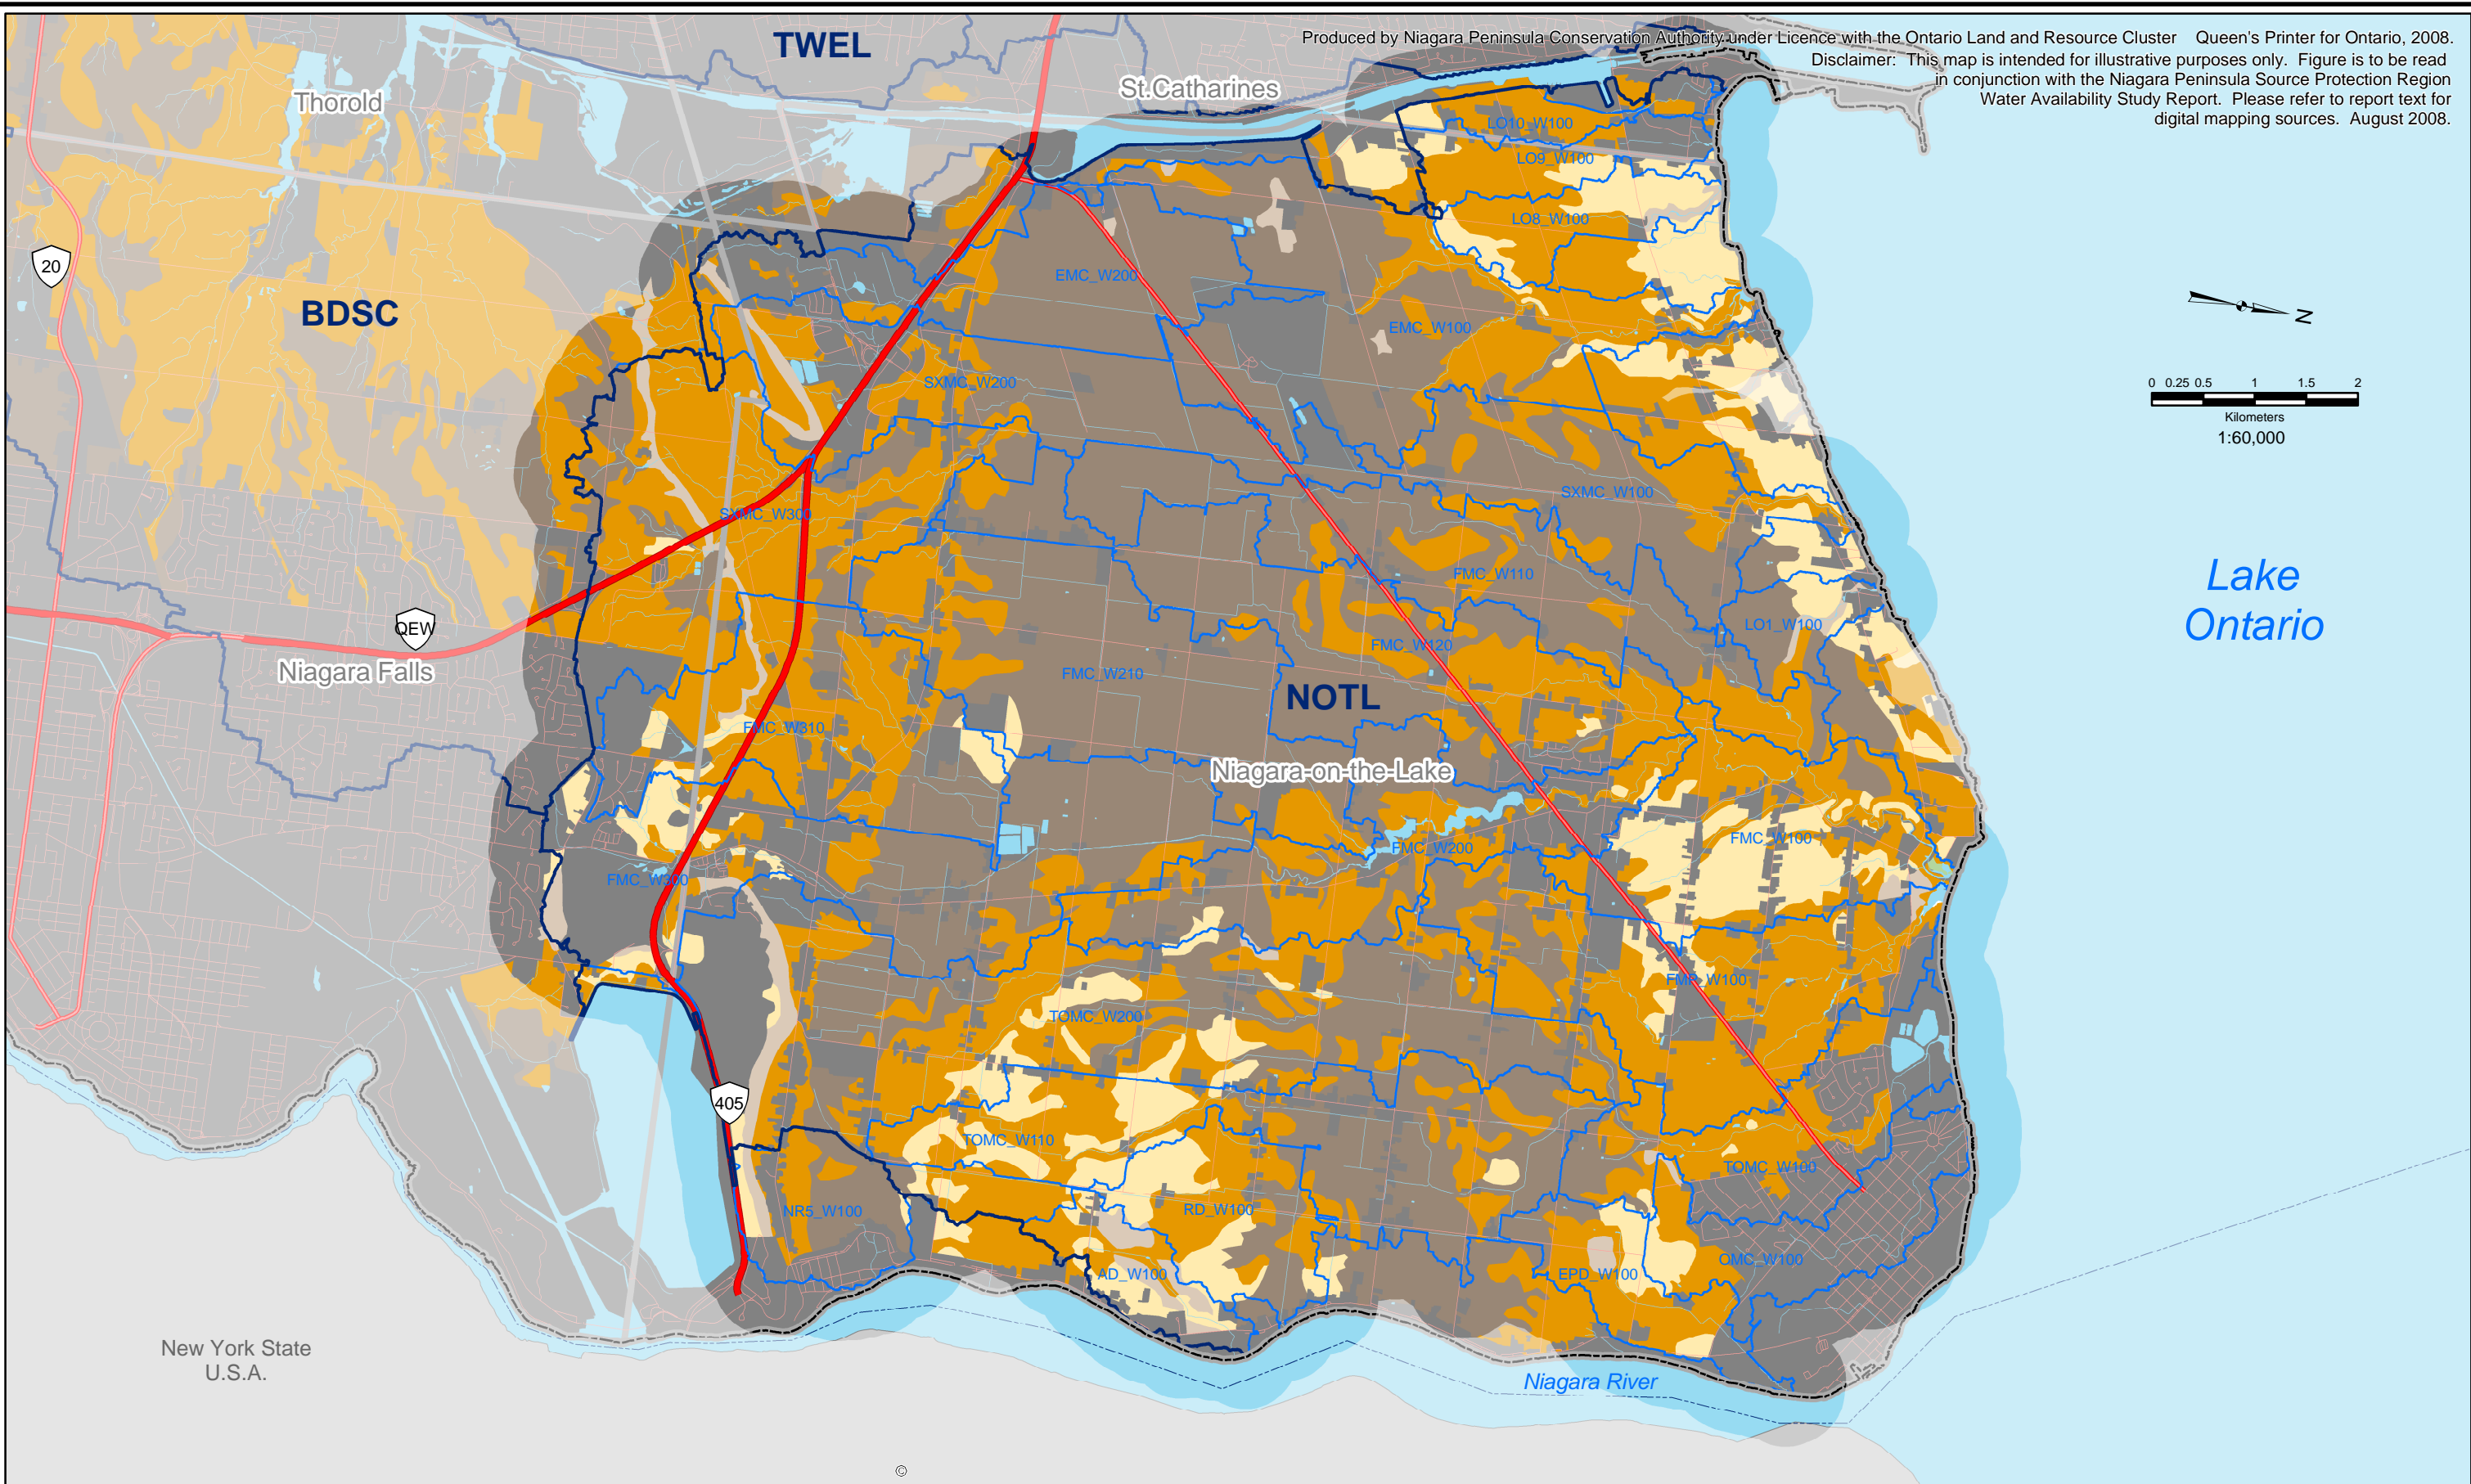 Produced by Niagara Peninsula Conservation Authority under Licence with the Ontario Land and Resource Cluster Queen's Printer for Ontario, 2008.
Disclaimer: This map is intended for illustrative purposes only. Figure is to be read
in conjunction with the Niagara Peninsula Source Protection Region
Water Availability Study Report. Please refer to report text for
digital mapping sources. August 2008.
TWEL
St.Catharines
Thorold
LO10_W100
LO9_W100
LO8_W100
20
BDSC
EMC_W200
EMC_W100
N
0 0.25 0.5 1 1.5 2
Kilometers
1:60,000
SXMC_W200
SXMC_W100
SXMC_W300
FMC_W110
Lake
Ontario
QEW
LO1_W100
FMC_W120
Niagara Falls
FMC_W210
NOTL
FMC_W310
Niagara-on-the-Lake
FMC_W100
FMC_W200
FMC_W300
FMR_W100
TOMC_W200
405
TOMC_W110
TOMC_W100
NR5_W100
RD_W100
OMC_W100
AD_W100
EPD_W100
New York State
U.S.A.
Niagara River
©